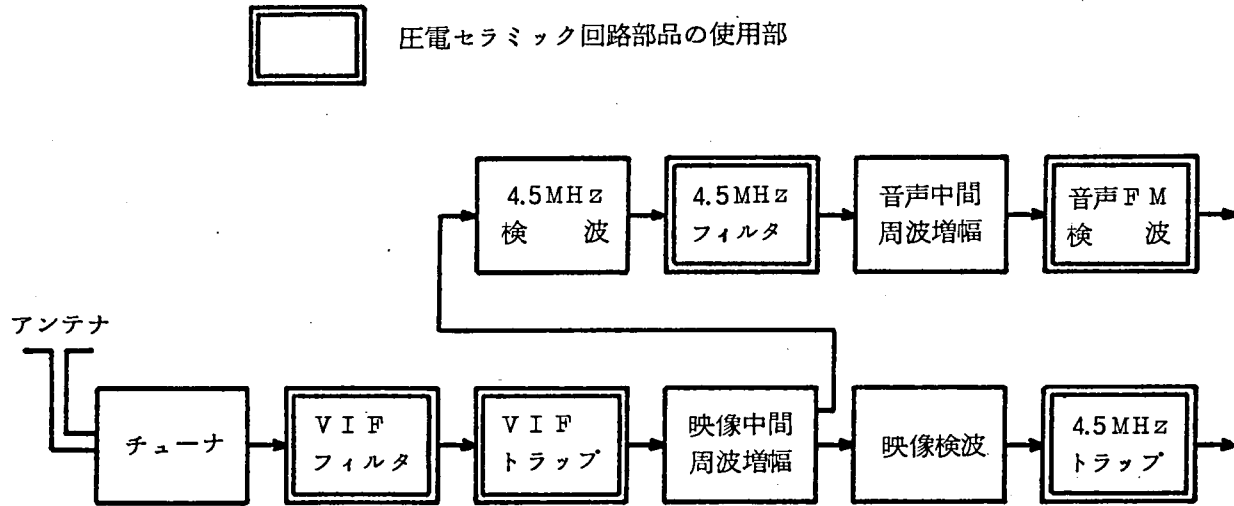 圧電セラミック回路部品の使用部
4.5MHz
検波
4.5MHz
フィルタ
音声中間
周波増幅
音声FM
検波
アンテナ
チューナ
VIF
フィルタ
VIF
トラップ
映像中間
周波増幅
映像検波
4.5MHz
トラップ